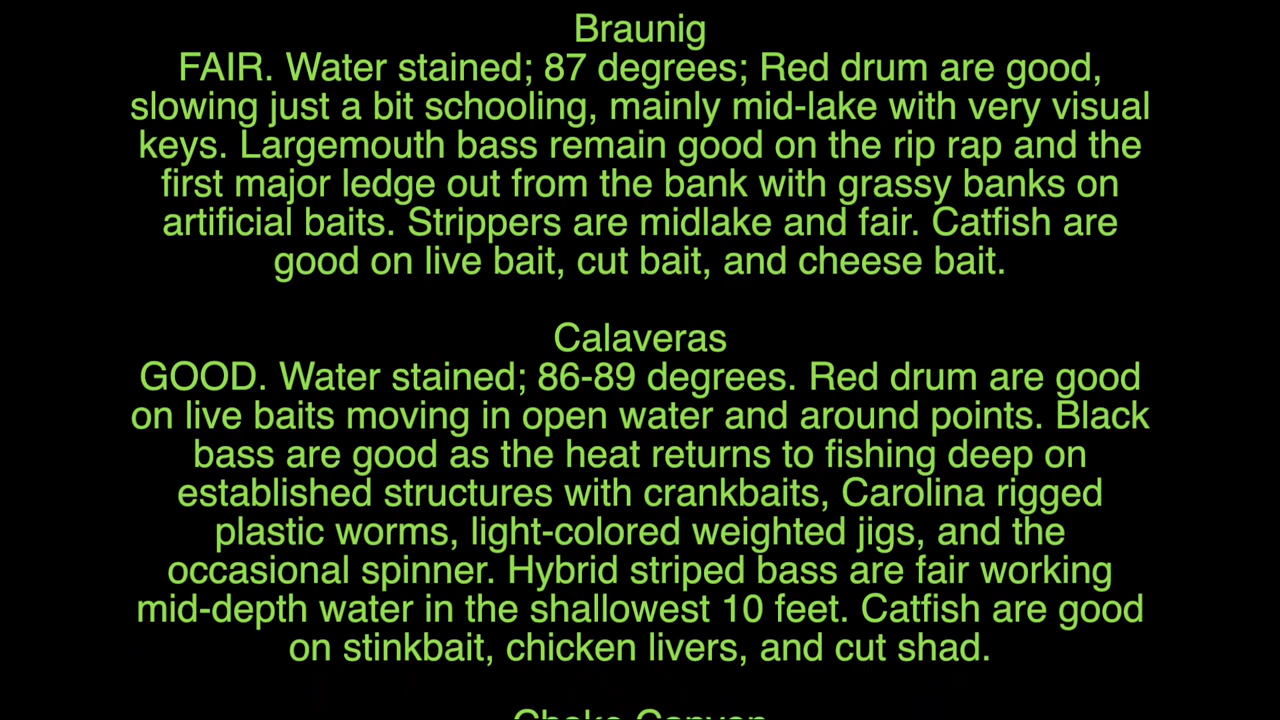 Braunig
FAIR. Water stained; 87 degrees; Red drum are good,
slowing just a bit schooling, mainly mid-lake with very visual
keys. Largemouth bass remain good on the rip rap and the
first major ledge out from the bank with grassy banks on
artificial baits. Strippers are midlake and fair. Catfish are
good on live bait, cut bait, and cheese bait.
Calaveras
GOOD. Water stained; 86-89 degrees. Red drum are good
on live baits moving in open water and around points. Black
bass are good as the heat returns to fishing deep on
established structures with crankbaits, Carolina rigged
plastic worms, light-colored weighted jigs, and the
occasional spinner. Hybrid striped bass are fair working
mid-depth water in the shallowest 10 feet. Catfish are good
on stinkbait, chicken livers, and cut shad.
Choke Canyon